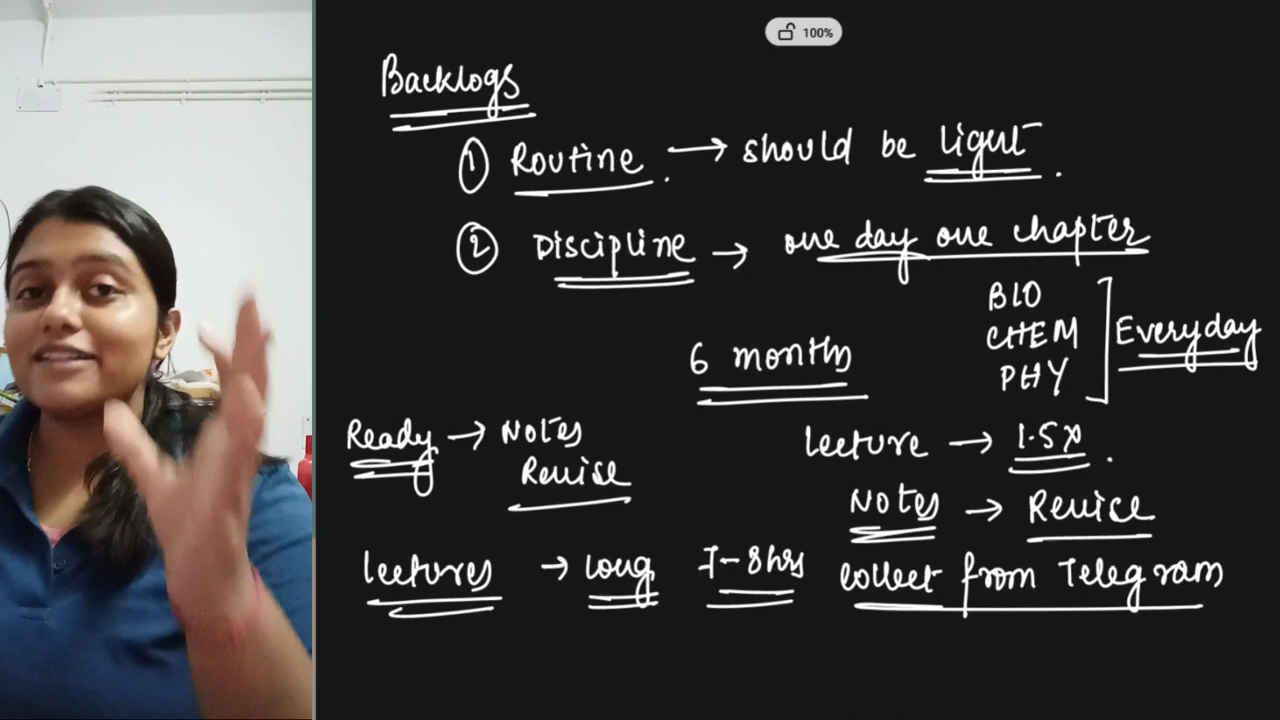 100%
Backlogs
① Routine. → should be light.
② Discipline → one day one chapter
BIO
CHEM
PHY
Everyday
6 months
Ready → Notes
Revise
lecture → 1.5x.
Notes → Revise
lectures → long 7-8hrs
collect from Telegram